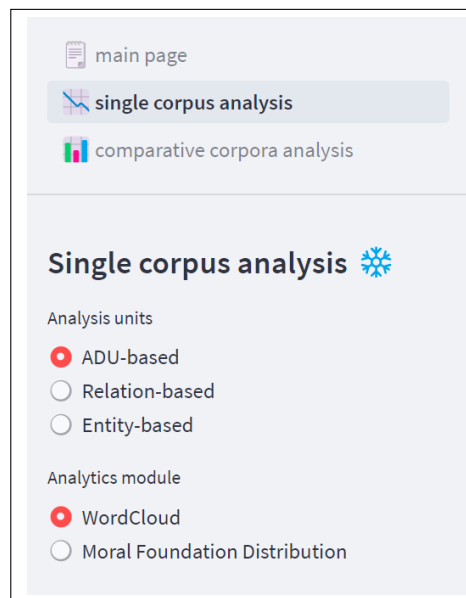 main page
single corpus analysis
comparative corpora analysis
Single corpus analysis
Analysis units
ADU-based
Relation-based
Entity-based
Analytics module
WordCloud
Moral Foundation Distribution